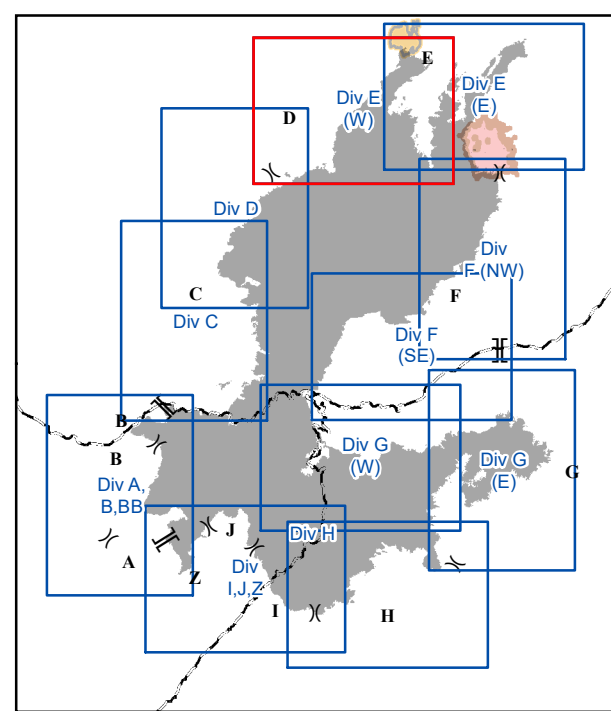 E
Div E
(W)
Div E
(E)
D
Div D
Div
F (NW)
C
F
Div C
Div F
(SE)
B
B
Div G
(W)
Div G
(E)
G
Div A,
B,BB
J
Div H
A
Z
Div
I,J,Z
I
H